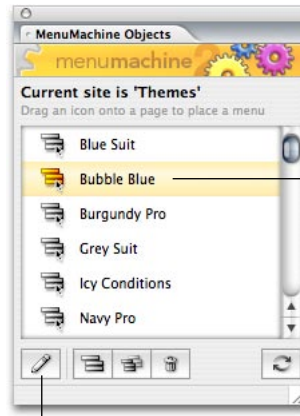 MenuMachine Objects
menumachine 2
Current site is 'Themes'
Drag an icon onto a page to place a menu
Blue Suit
Bubble Blue
Burgundy Pro
Grey Suit
Icy Conditions
Navy Pro